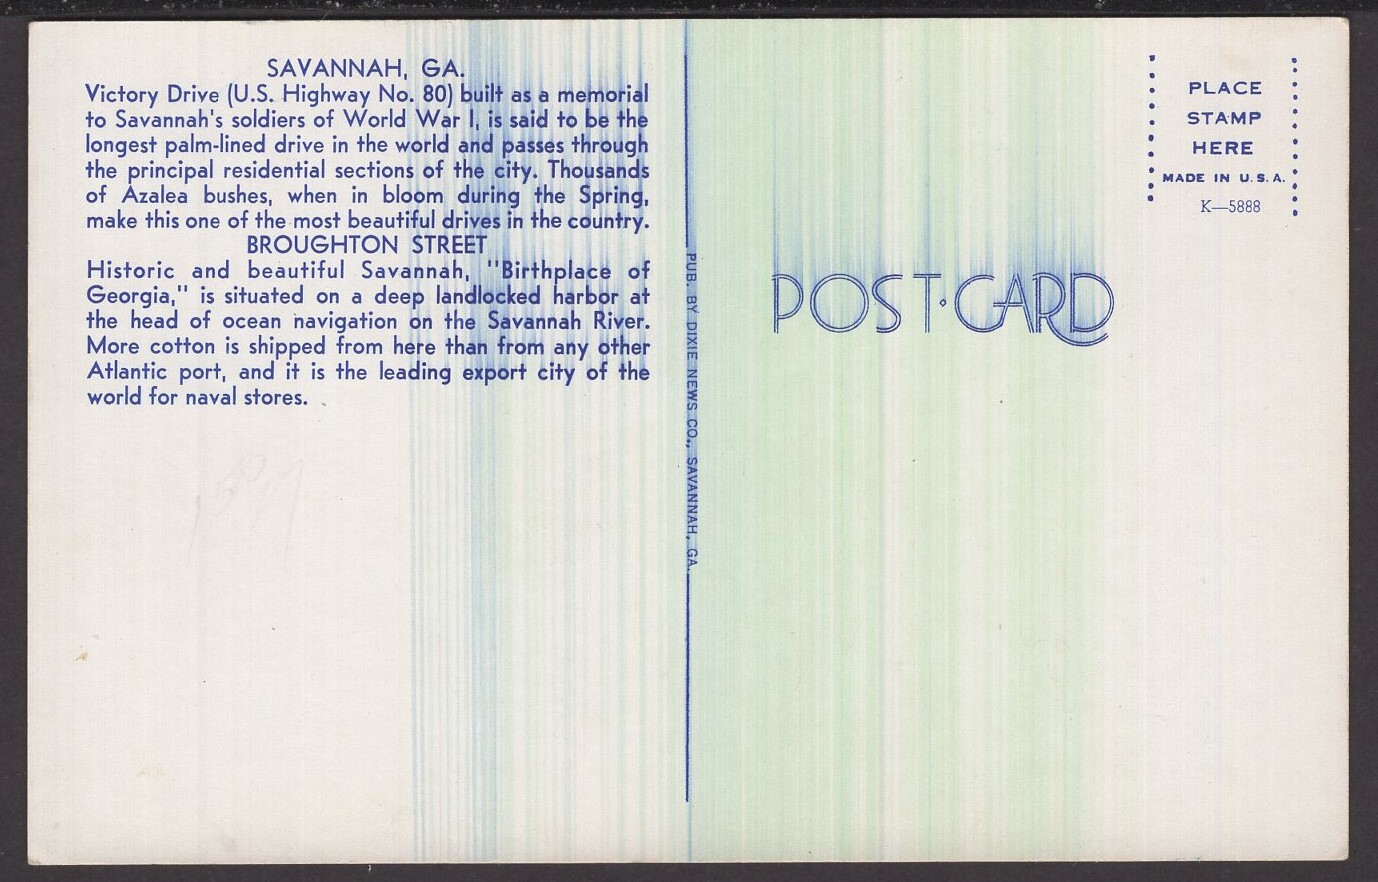 SAVANNAH, GA.
Victory Drive (U.S. Highway No. 80) built as a memorial
to Savannah's soldiers of World War I, is said to be the
longest palm-lined drive in the world and passes through
the principal residential sections of the city. Thousands
of Azalea bushes, when in bloom during the Spring,
make this one of the most beautiful drives in the country.
BROUGHTON STREET
Historic and beautiful Savannah, "Birthplace of
Georgia," is situated on a deep landlocked harbor at
the head of ocean navigation on the Savannah River.
More cotton is shipped from here than from any other
Atlantic port, and it is the leading export city of the
world for naval stores.
PUB. BY DIXIE NEWS CO., SAVANNAH, GA.
POST·CARD
PLACE
STAMP
HERE
MADE IN U.S.A.
K—5888